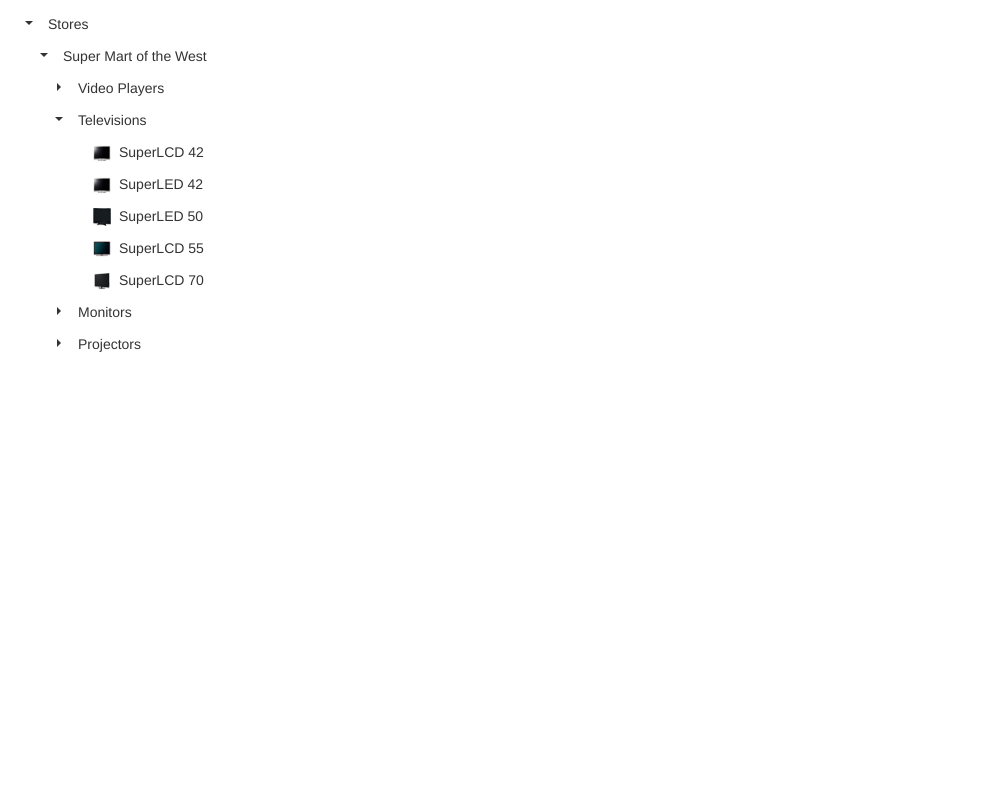 Stores
Super Mart of the West
Video Players
Televisions
SuperLCD 42
SuperLED 42
SuperLED 50
SuperLCD 55
SuperLCD 70
Monitors
Projectors